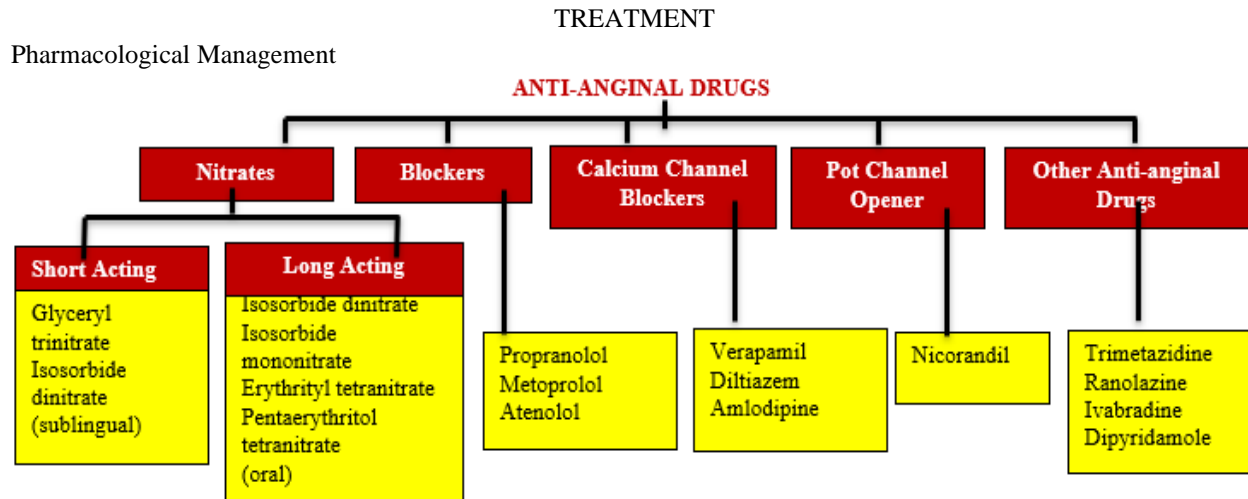 TREATMENT
Pharmacological Management
ANTI-ANGINAL DRUGS
Nitrates
Blockers
Calcium Channel
Blockers
Pot Channel
Opener
Other Anti-anginal
Drugs
Short Acting
Glyceryl
trinitrate
Isosorbide
dinitrate
(sublingual)
Long Acting
Isosorbide dinitrate
Isosorbide
mononitrate
Erythrityl tetranitrate
Pentaerythritol
tetranitrate
(oral)
Propranolol
Metoprolol
Atenolol
Verapamil
Diltiazem
Amlodipine
Nicorandil
Trimetazidine
Ranolazine
Ivabradine
Dipyridamole